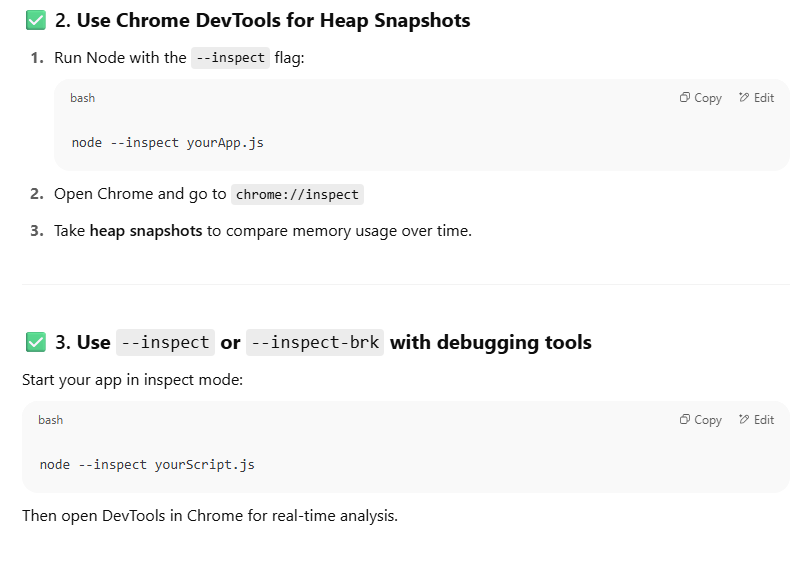 ✅ 2. Use Chrome DevTools for Heap Snapshots
1. Run Node with the --inspect flag:
bash Copy Edit
node --inspect yourApp.js
2. Open Chrome and go to chrome://inspect
3. Take heap snapshots to compare memory usage over time.
✅ 3. Use --inspect or --inspect-brk with debugging tools
Start your app in inspect mode:
bash Copy Edit
node --inspect yourScript.js
Then open DevTools in Chrome for real-time analysis.